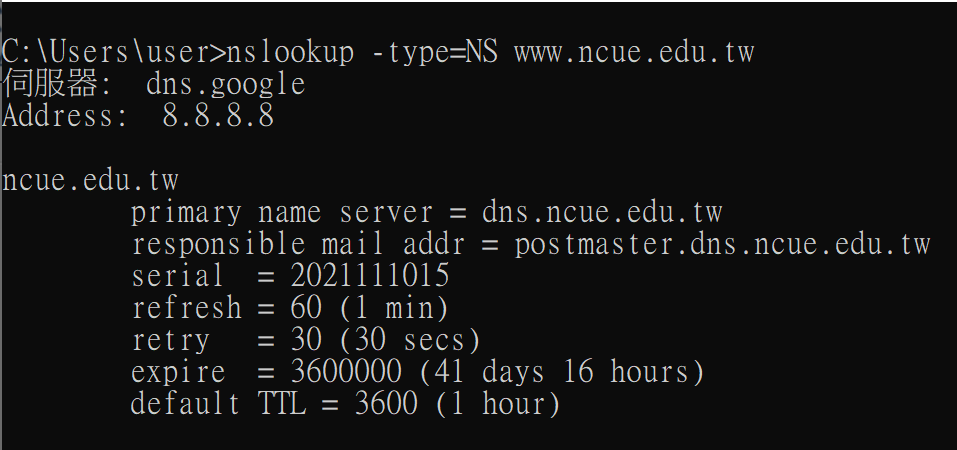 C:\Users\user>nslookup -type=NS www.ncue.edu.tw
伺服器:  dns.google
Address:  8.8.8.8

ncue.edu.tw
        primary name server = dns.ncue.edu.tw
        responsible mail addr = postmaster.dns.ncue.edu.tw
        serial  = 2021111015
        refresh = 60 (1 min)
        retry   = 30 (30 secs)
        expire  = 3600000 (41 days 16 hours)
        default TTL = 3600 (1 hour)